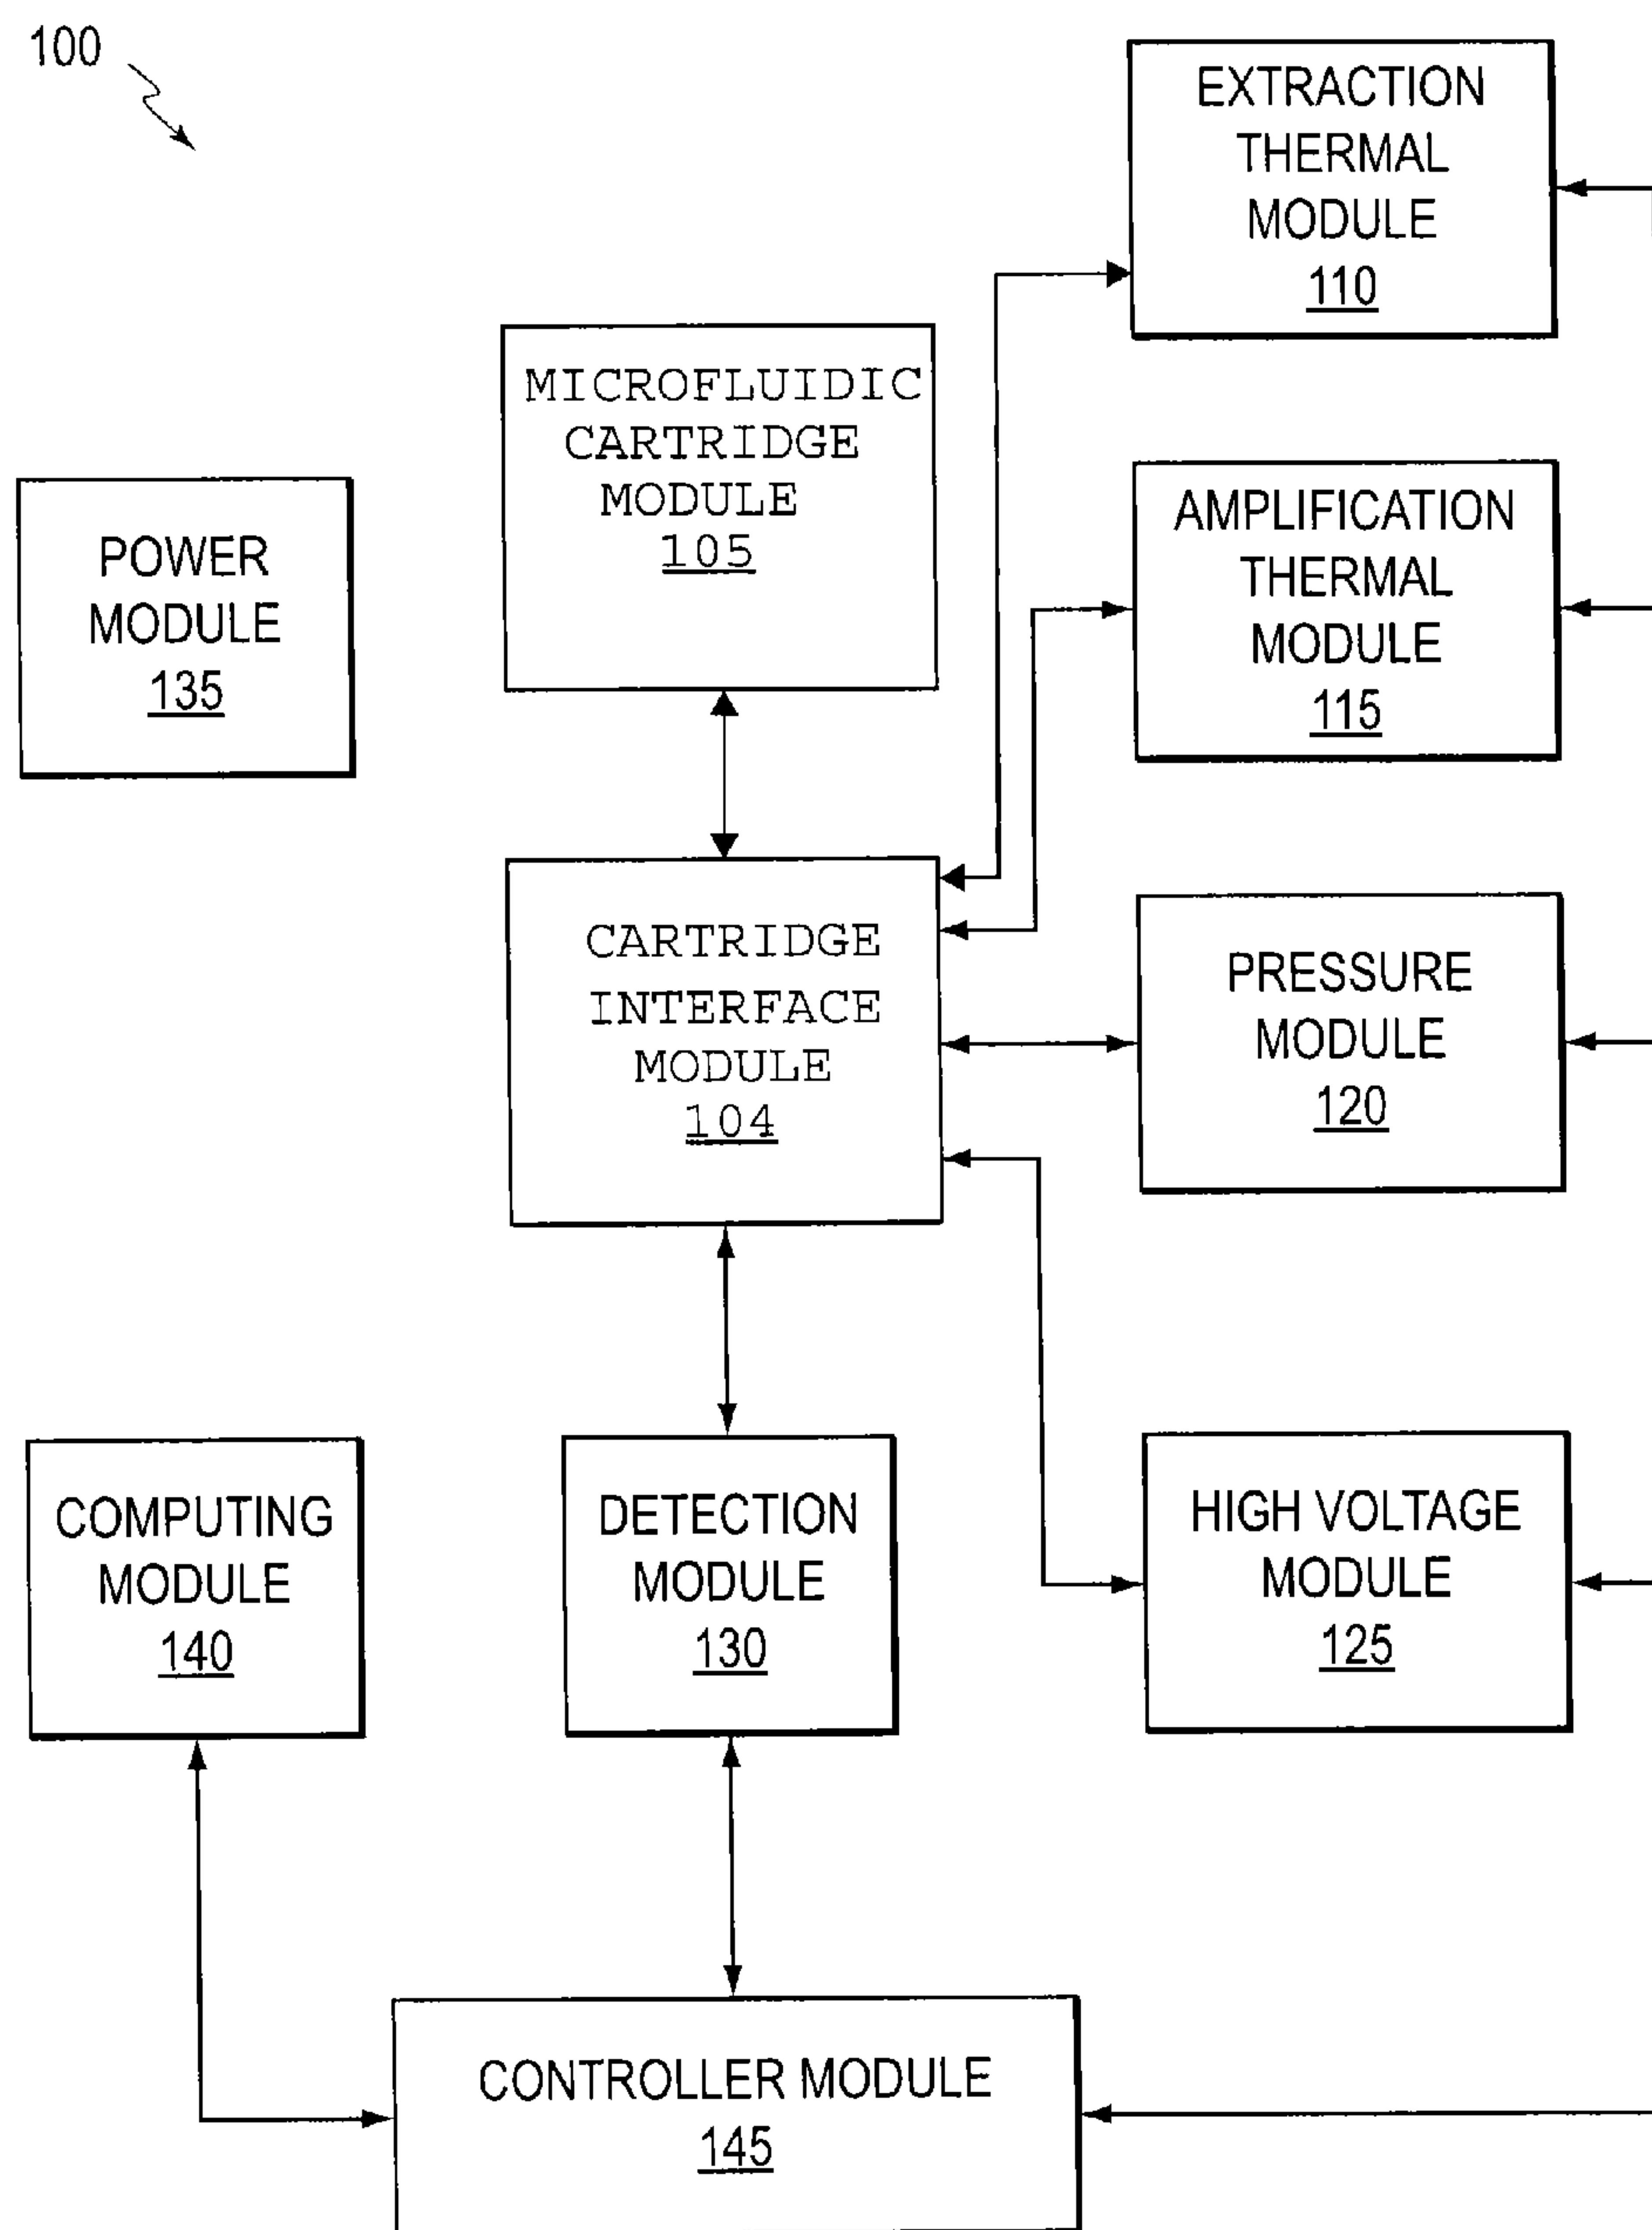 100
EXTRACTION
THERMAL
MODULE
110
MICROFLUIDIC
CARTRIDGE
MODULE
105
POWER
MODULE
135
AMPLIFICATION
THERMAL
MODULE
115
CARTRIDGE
INTERFACE
MODULE
104
PRESSURE
MODULE
120
COMPUTING
MODULE
140
DETECTION
MODULE
130
HIGH VOLTAGE
MODULE
125
CONTROLLER MODULE
145